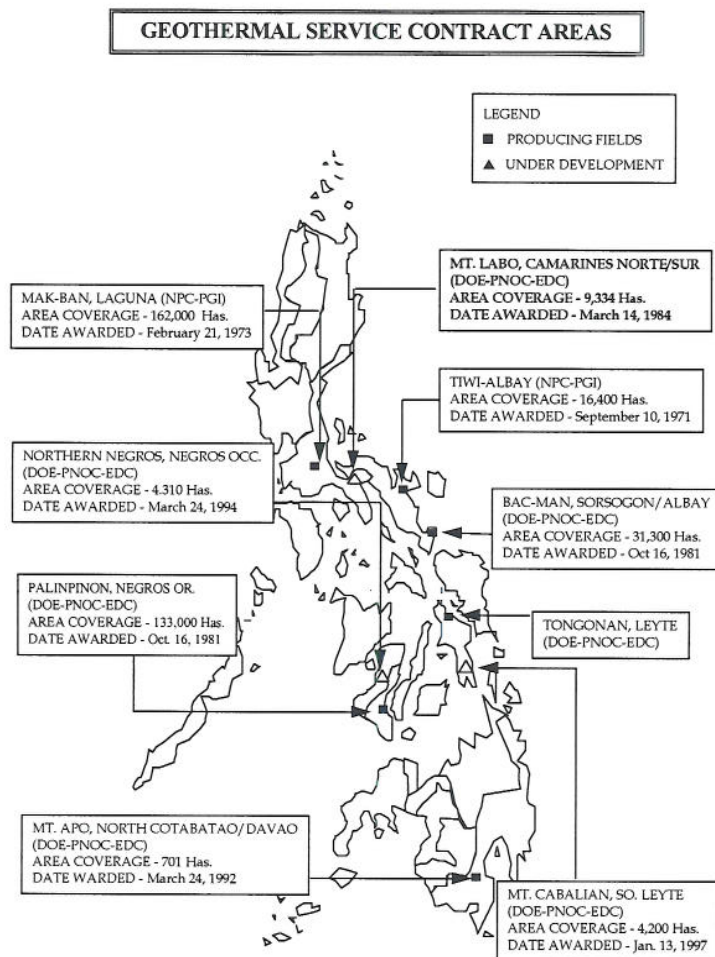 GEOTHERMAL SERVICE CONTRACT AREAS
LEGEND
■ PRODUCING FIELDS
▲ UNDER DEVELOPMENT
MAK-BAN, LAGUNA (NPC-PGI)
AREA COVERAGE - 162,000 Has.
DATE AWARDED - February 21, 1973
MT. LABO, CAMARINES NORTE/SUR
(DOE-PNOC-EDC)
AREA COVERAGE - 9,334 Has.
DATE AWARDED - March 14, 1984
TIWI-ALBAY (NPC-PGI)
AREA COVERAGE - 16,400 Has.
DATE AWARDED - September 10, 1971
NORTHERN NEGROS, NEGROS OCC.
(DOE-PNOC-EDC)
AREA COVERAGE - 4.310 Has.
DATE AWARDED - March 24, 1994
BAC-MAN, SORSOGON/ALBAY
(DOE-PNOC-EDC)
AREA COVERAGE - 31,300 Has.
DATE AWARDED - Oct 16, 1981
PALINPINON, NEGROS OR.
(DOE-PNOC-EDC)
AREA COVERAGE - 133,000 Has.
DATE AWARDED - Oct. 16, 1981
TONGONAN, LEYTE
(DOE-PNOC-EDC)
MT. APO, NORTH COTABATAO/DAVAO
(DOE-PNOC-EDC)
AREA COVERAGE - 701 Has.
DATE WARDED - March 24, 1992
MT. CABALIAN, SO. LEYTE
(DOE-PNOC-EDC)
AREA COVERAGE - 4,200 Has.
DATE AWARDED - Jan. 13, 1997